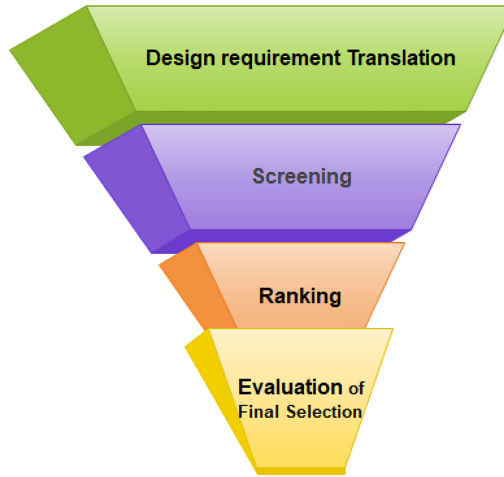 Design requirement Translation
Screening
Ranking
Evaluation of
Final Selection